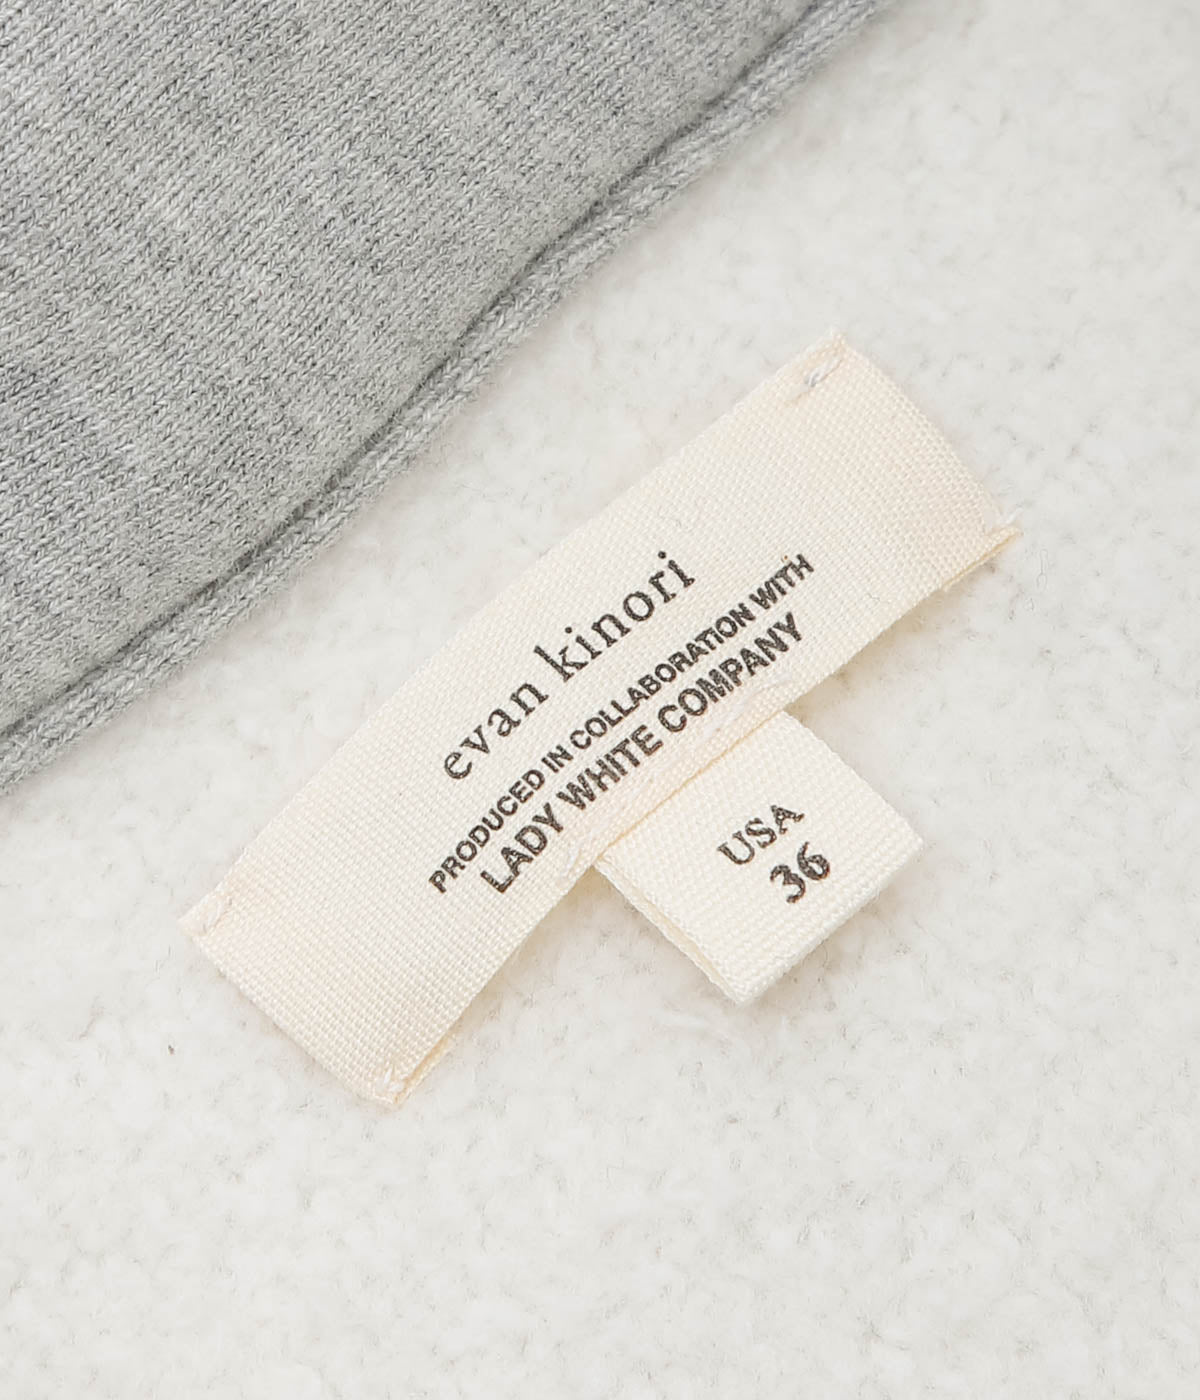 evan kinori
PRODUCED IN COLLABORATION WITH
LADY WHITE COMPANY
USA
36